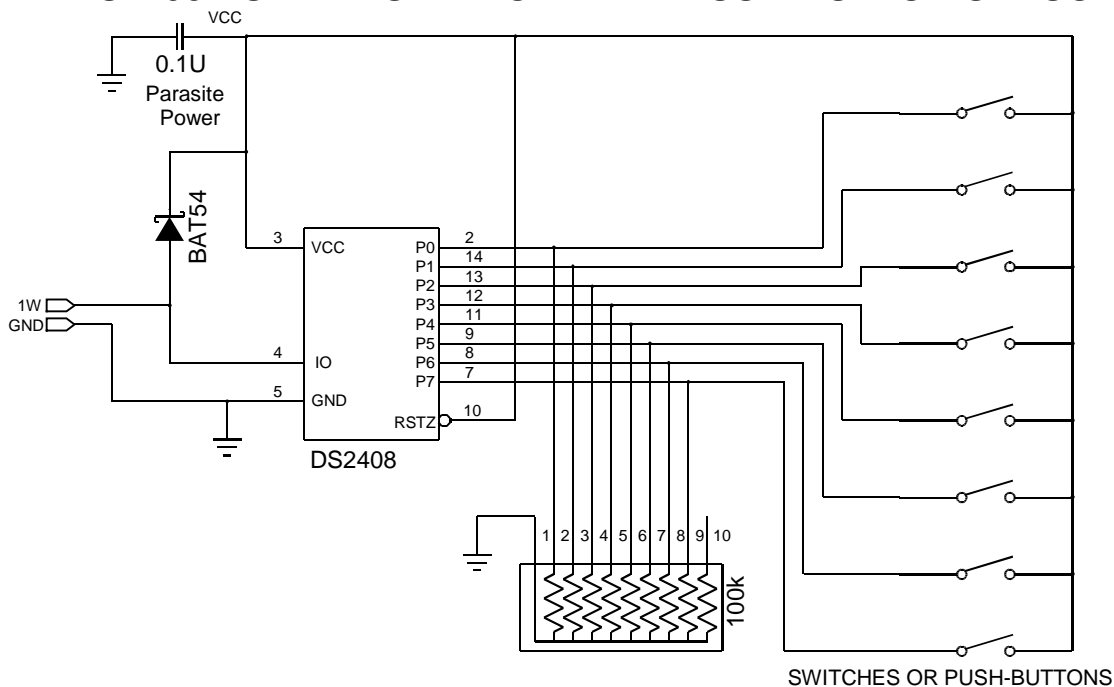 VCC
0.1U
Parasite
Power
BAT54
3
VCC
P0
2
P1
14
P2
13
1W
P3
12
GND
P4
11
P5
9
4
IO
P6
8
P7
7
5
GND
RSTZ
10
DS2408
1 2 3 4 5 6 7 8 9 10
100k
SWITCHES OR PUSH-BUTTONS